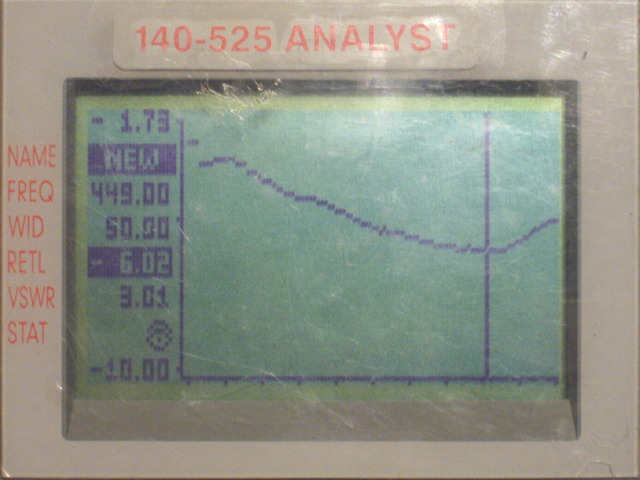 140-525 ANALYST
- 1.73
NAME NEW
FREQ 449.00
WID 50.00
RETL - 6.02
VSWR 3.01
STAT
-10.00